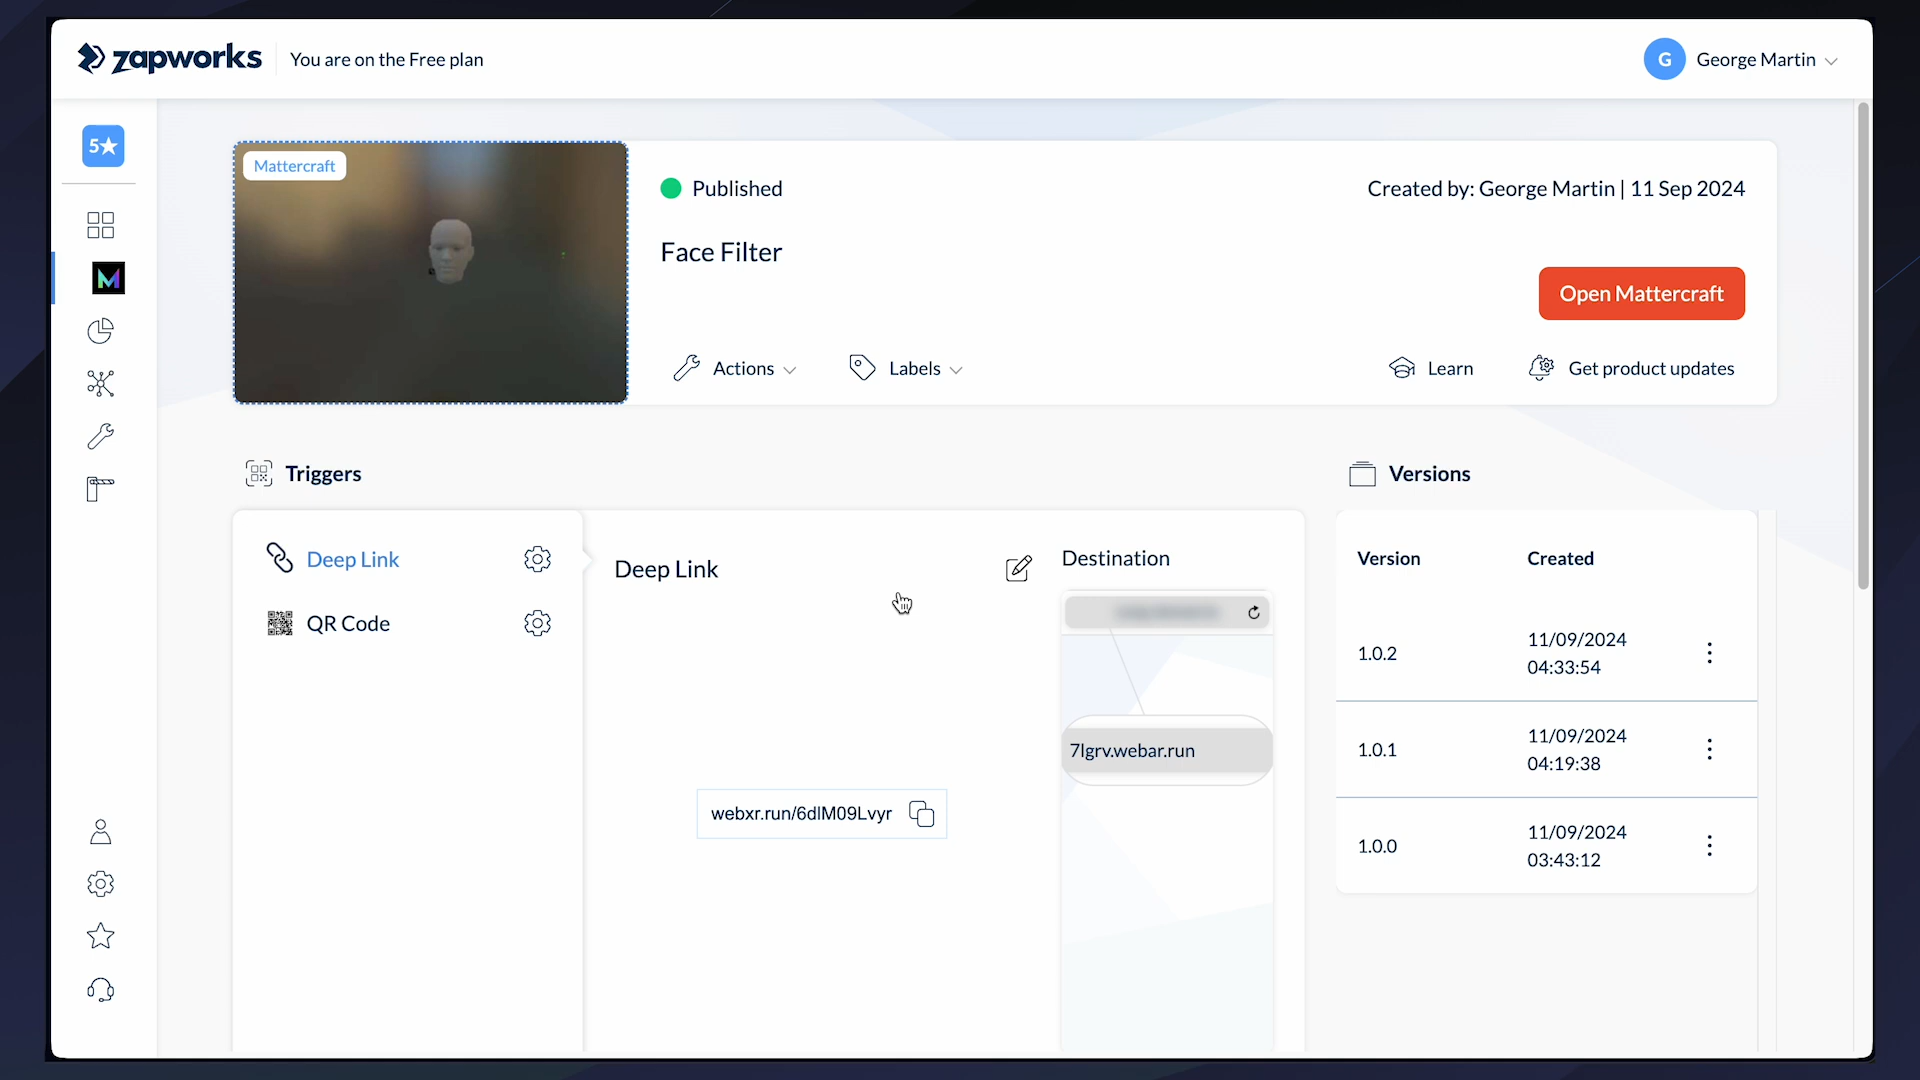 zapworks
You are on the Free plan
G
George Martin
5★
Mattercraft
Published
Created by: George Martin | 11 Sep 2024
Face Filter
Open Mattercraft
Actions
Labels
Learn
Get product updates
Triggers
Versions
Deep Link
QR Code
Deep Link
Destination
7lgrv.webar.run
webxr.run/6dlM09Lvyr
Version
Created
1.0.2
11/09/2024
04:33:54
1.0.1
11/09/2024
04:19:38
1.0.0
11/09/2024
03:43:12